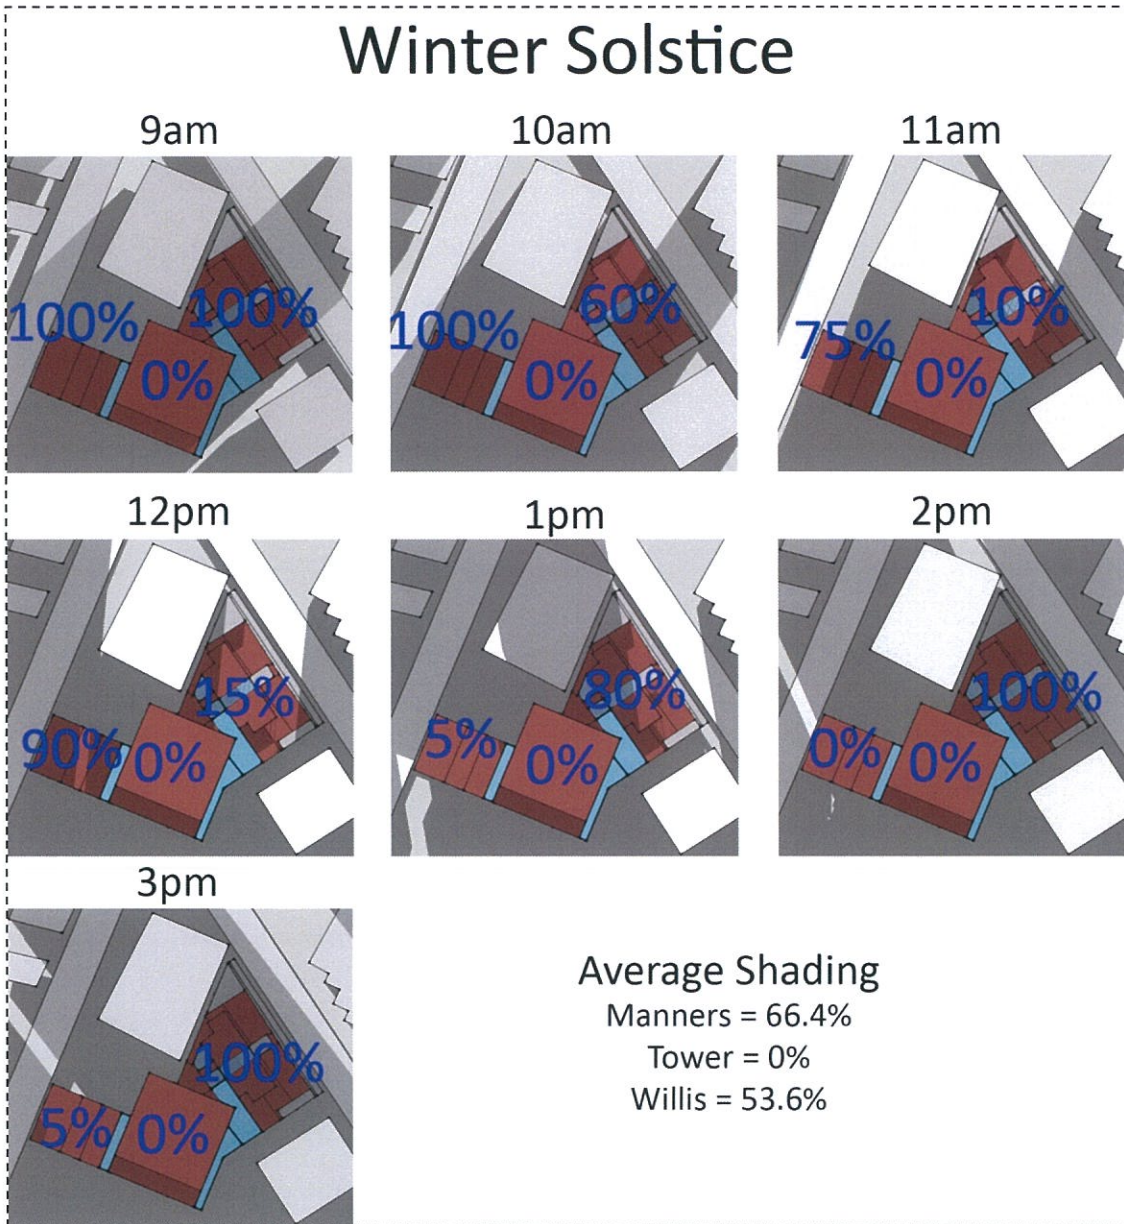 Winter Solstice
9am
10am
11am
100%
100%
0%
100%
60%
0%
75%
10%
0%
12pm
1pm
2pm
90%
15%
0%
5%
80%
0%
0%
100%
0%
3pm
5%
100%
0%
Average Shading
Manners = 66.4%
Tower = 0%
Willis = 53.6%